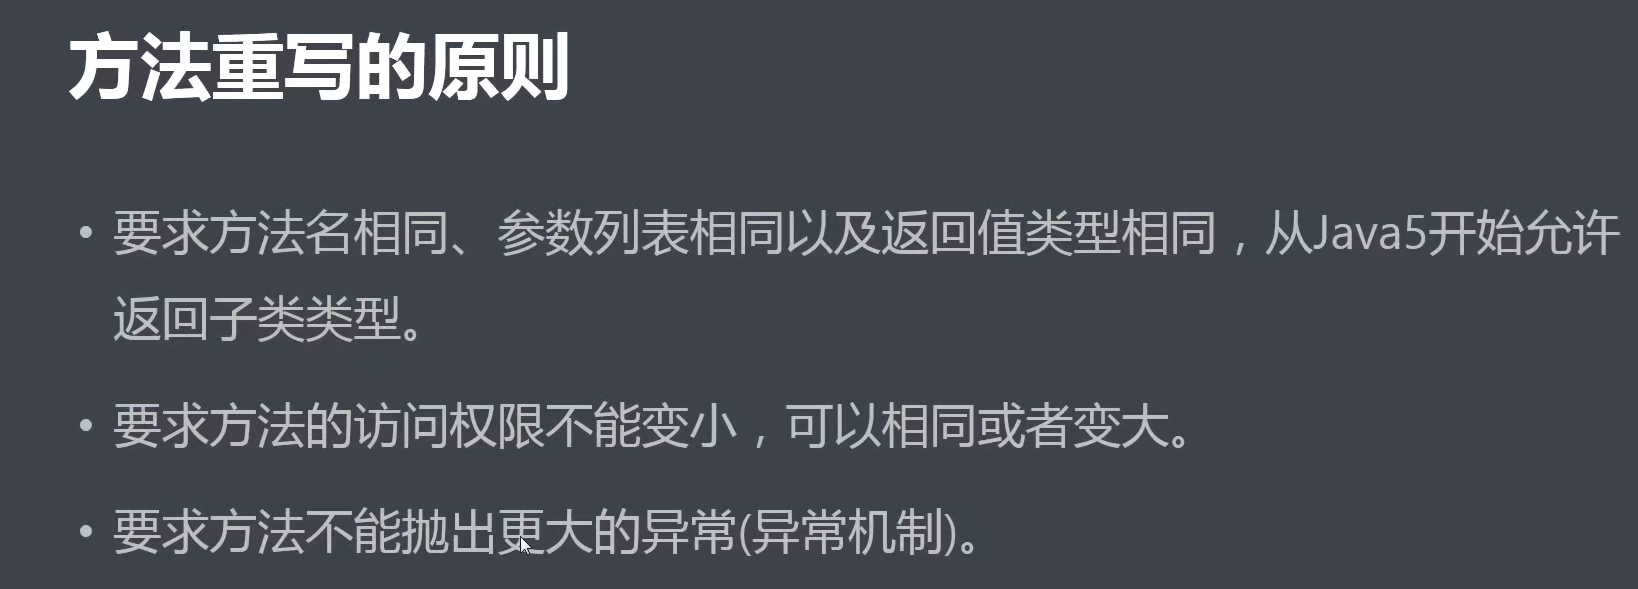 方法重写的原则
• 要求方法名相同、参数列表相同以及返回值类型相同，从Java5开始允许
返回子类类型。
• 要求方法的访问权限不能变小，可以相同或者变大。
• 要求方法不能抛出更大的异常(异常机制)。